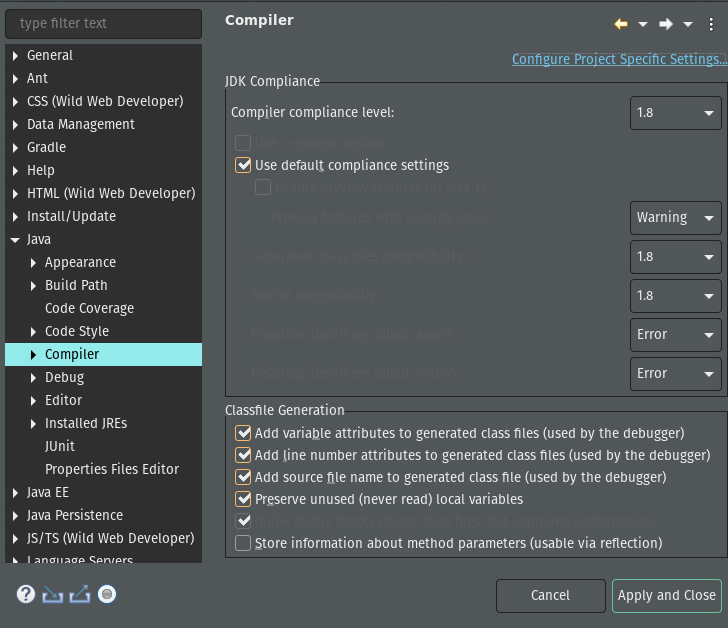 type filter text
Compiler
General
Ant
CSS (Wild Web Developer)
Data Management
Gradle
Help
HTML (Wild Web Developer)
Install/Update
Java
Appearance
Build Path
Code Coverage
Code Style
Compiler
Debug
Editor
Installed JREs
JUnit
Properties Files Editor
Java EE
Java Persistence
JS/TS (Wild Web Developer)
Language Servers
Configure Project Specific Settings...
JDK Compliance
Compiler compliance level:
1.8
Use '--release' option
Use default compliance settings
Enable preview features for Java 19
Preview features with severity level:
Warning
Generated .class files compatibility:
1.8
Source compatibility:
1.8
Disallow identifiers called 'assert':
Error
Disallow identifiers called 'enum':
Error
Classfile Generation
Add variable attributes to generated class files (used by the debugger)
Add line number attributes to generated class files (used by the debugger)
Add source file name to generated class file (used by the debugger)
Preserve unused (never read) local variables
Inline finally blocks (larger class files, but improved performance)
Store information about method parameters (usable via reflection)
Cancel
Apply and Close